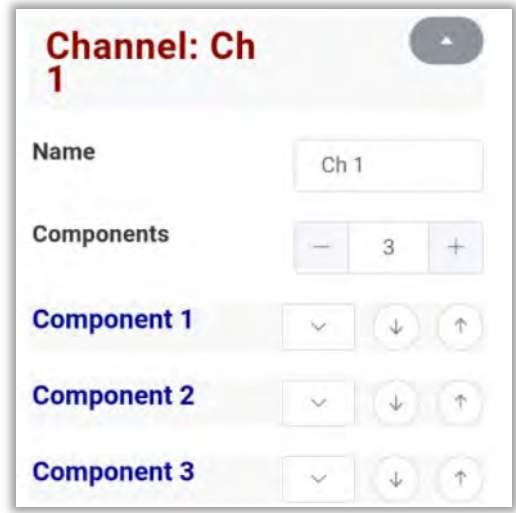 Channel: Ch
1
Name
Ch 1
Components
3
Component 1
Component 2
Component 3